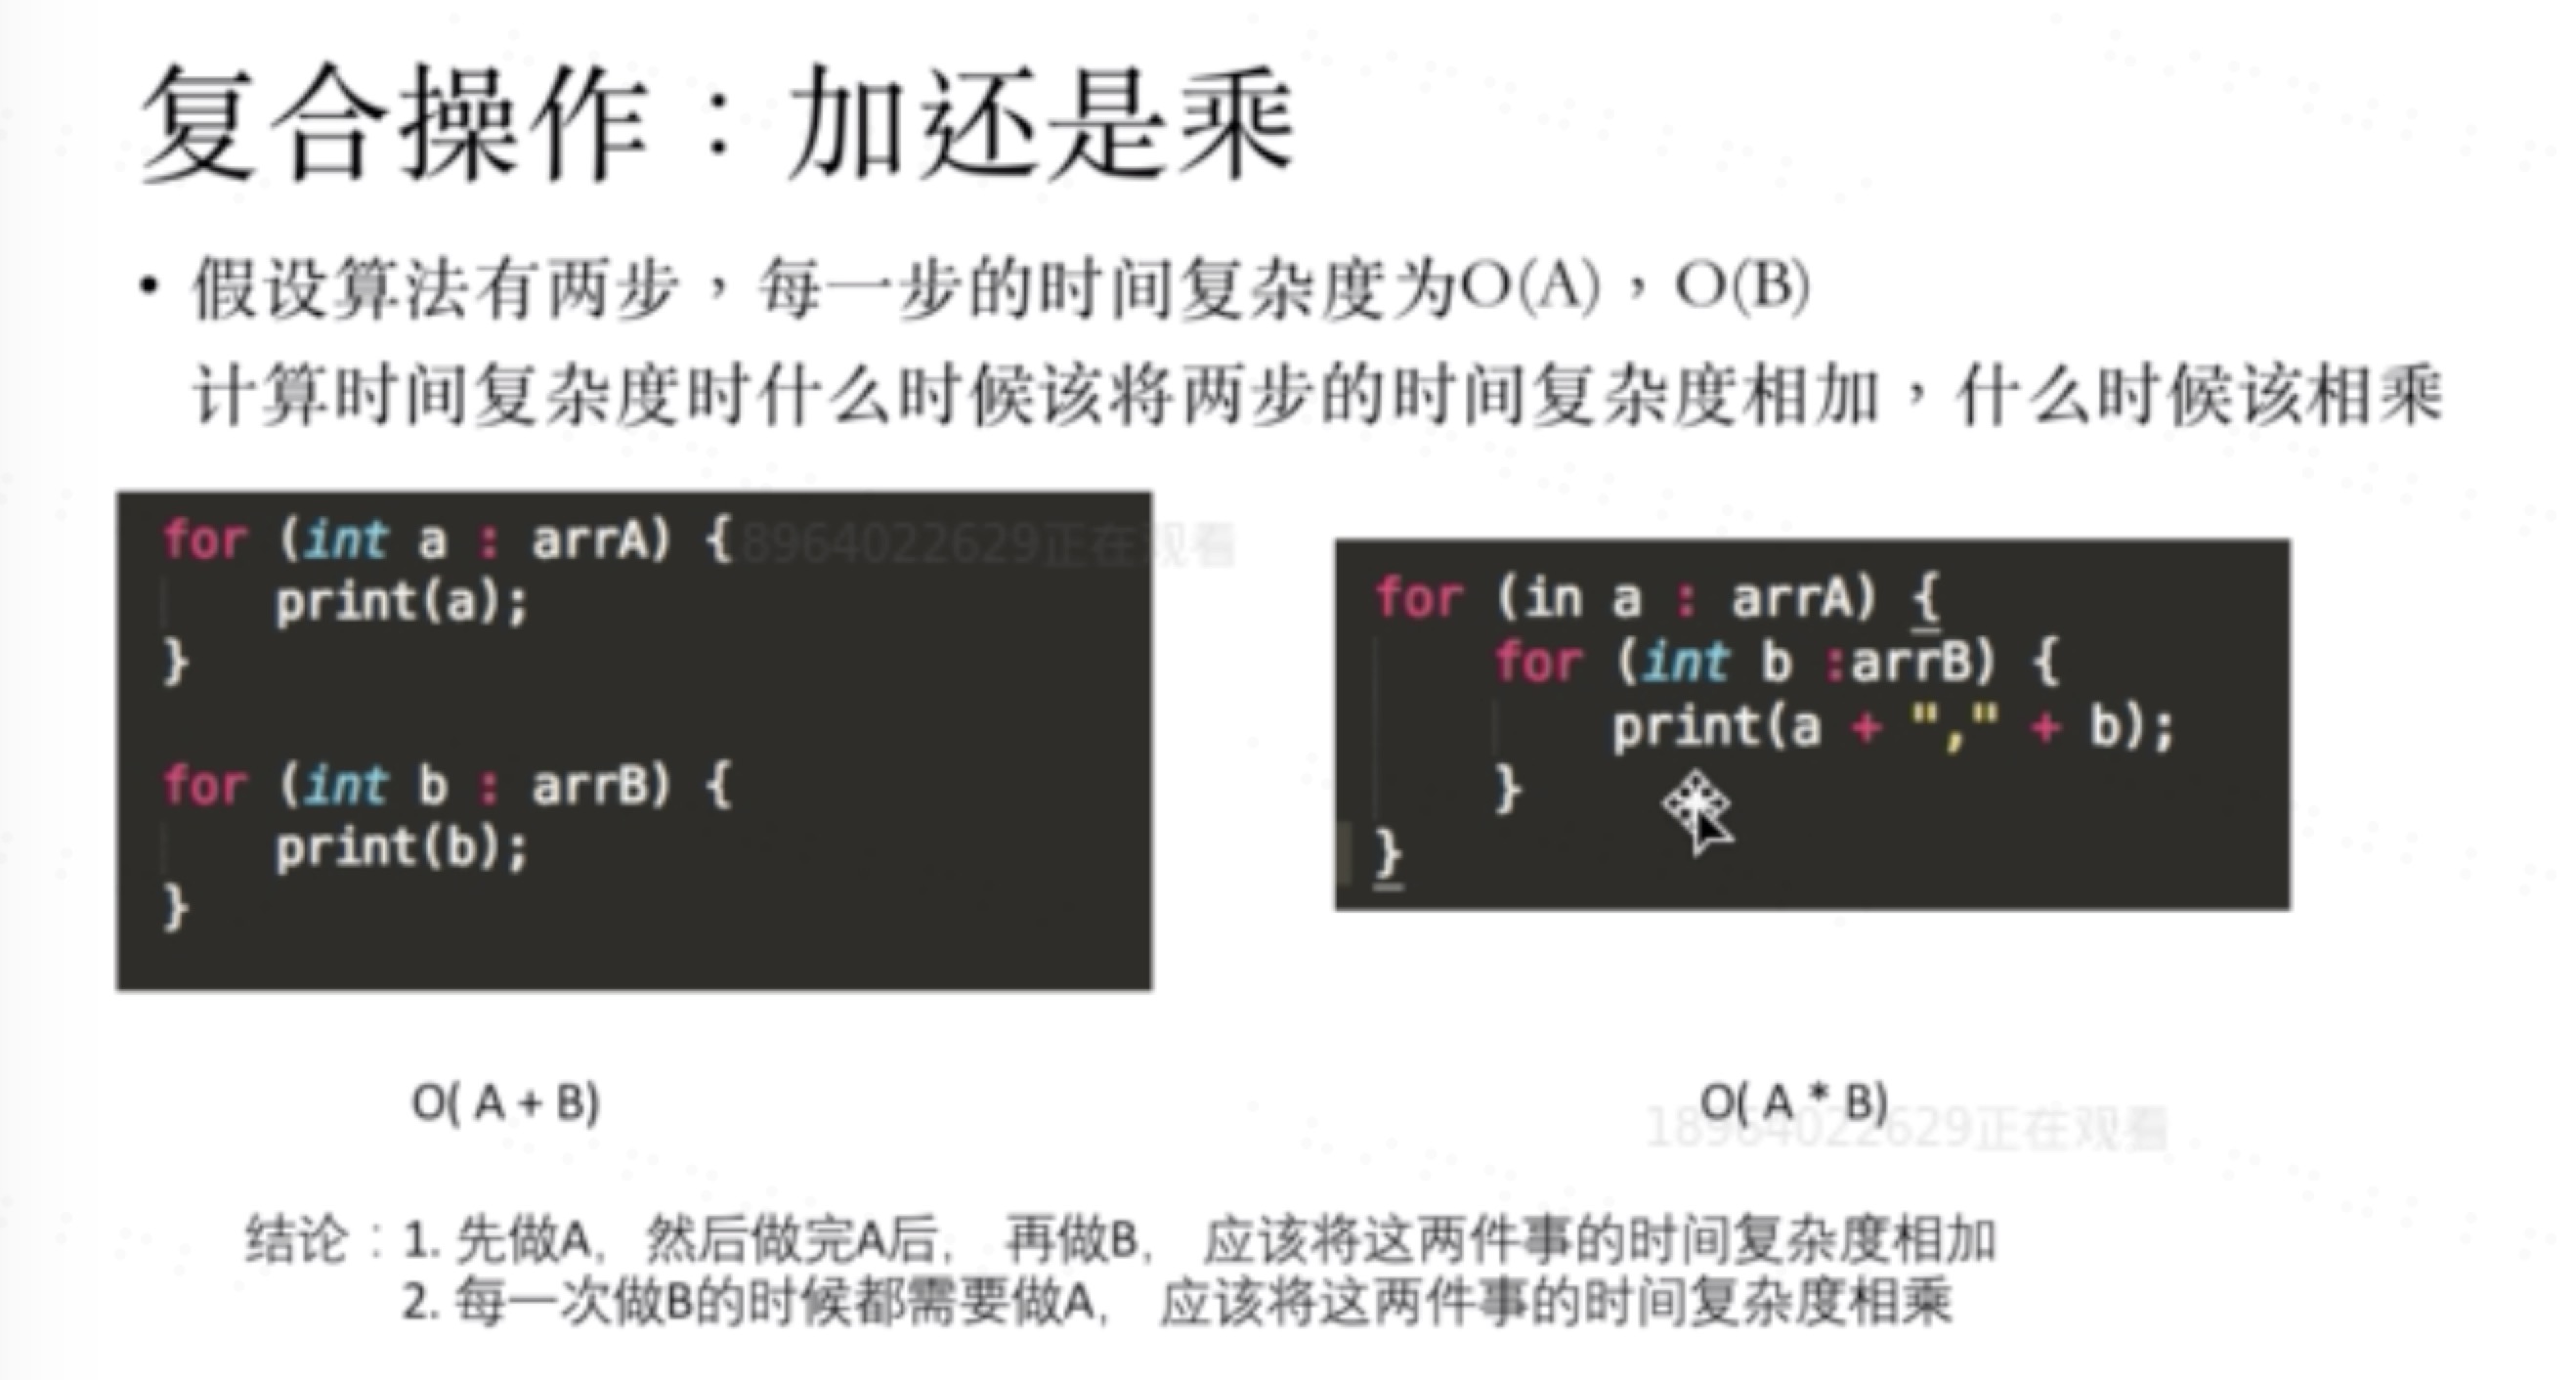 复合操作：加还是乘
• 假设算法有两步，每一步的时间复杂度为O(A)，O(B)
计算时间复杂度时什么时候该将两步的时间复杂度相加，什么时候该相乘
for (int a : arrA) {
8964022629正在观看
print(a);
}
for (int b : arrB) {
print(b);
}
for (in a : arrA) {
for (int b :arrB) {
print(a + "," + b);
}
}
O( A + B)
O( A * B)
18964022629正在观看
结论：1. 先做A, 然后做完A后, 再做B, 应该将这两件事的时间复杂度相加
2. 每一次做B的时候都需要做A, 应该将这两件事的时间复杂度相乘